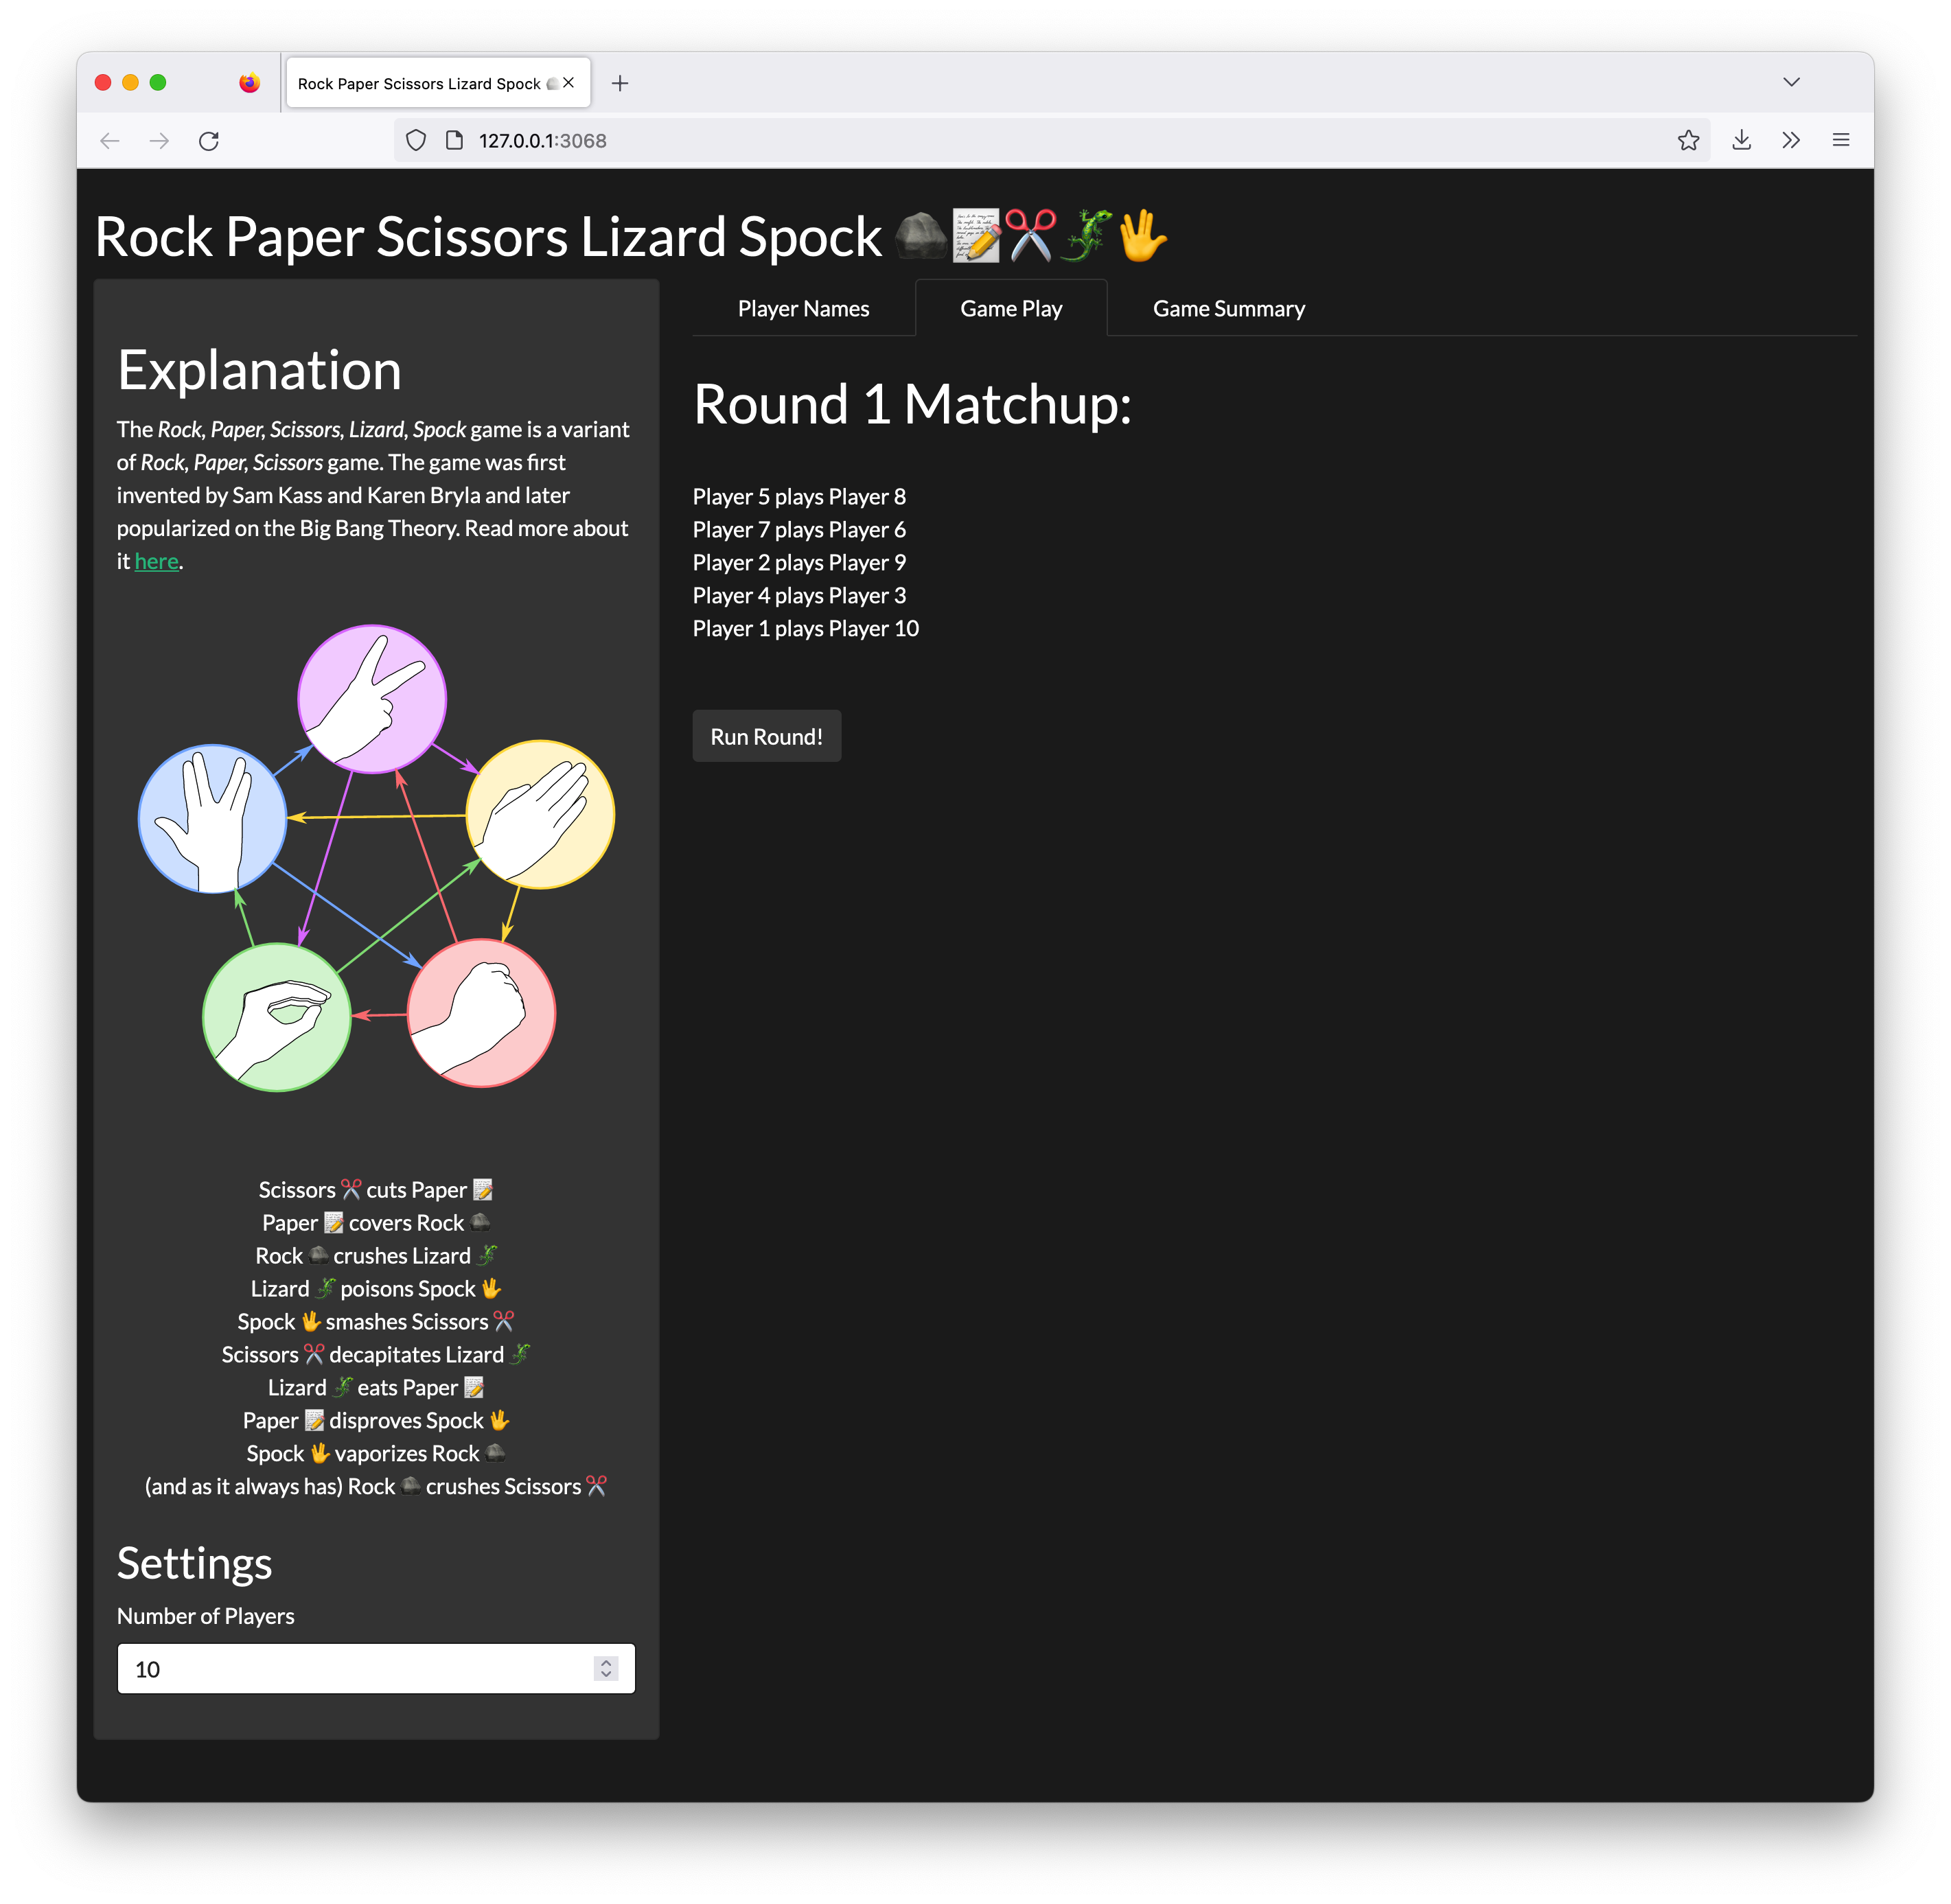 Rock Paper Scissors Lizard Spock
127.0.0.1:3068
Rock Paper Scissors Lizard Spock 🪨📝✂️🦎🖖
Explanation
The Rock, Paper, Scissors, Lizard, Spock game is a variant
of Rock, Paper, Scissors game. The game was first
invented by Sam Kass and Karen Bryla and later
popularized on the Big Bang Theory. Read more about
it here.
Scissors ✂️ cuts Paper 📝
Paper 📝 covers Rock 🪨
Rock 🪨 crushes Lizard 🦎
Lizard 🦎 poisons Spock 🖖
Spock 🖖 smashes Scissors ✂️
Scissors ✂️ decapitates Lizard 🦎
Lizard 🦎 eats Paper 📝
Paper 📝 disproves Spock 🖖
Spock 🖖 vaporizes Rock 🪨
(and as it always has) Rock 🪨 crushes Scissors ✂️
Settings
Number of Players
10
Player Names
Game Play
Game Summary
Round 1 Matchup:
Player 5 plays Player 8
Player 7 plays Player 6
Player 2 plays Player 9
Player 4 plays Player 3
Player 1 plays Player 10
Run Round!